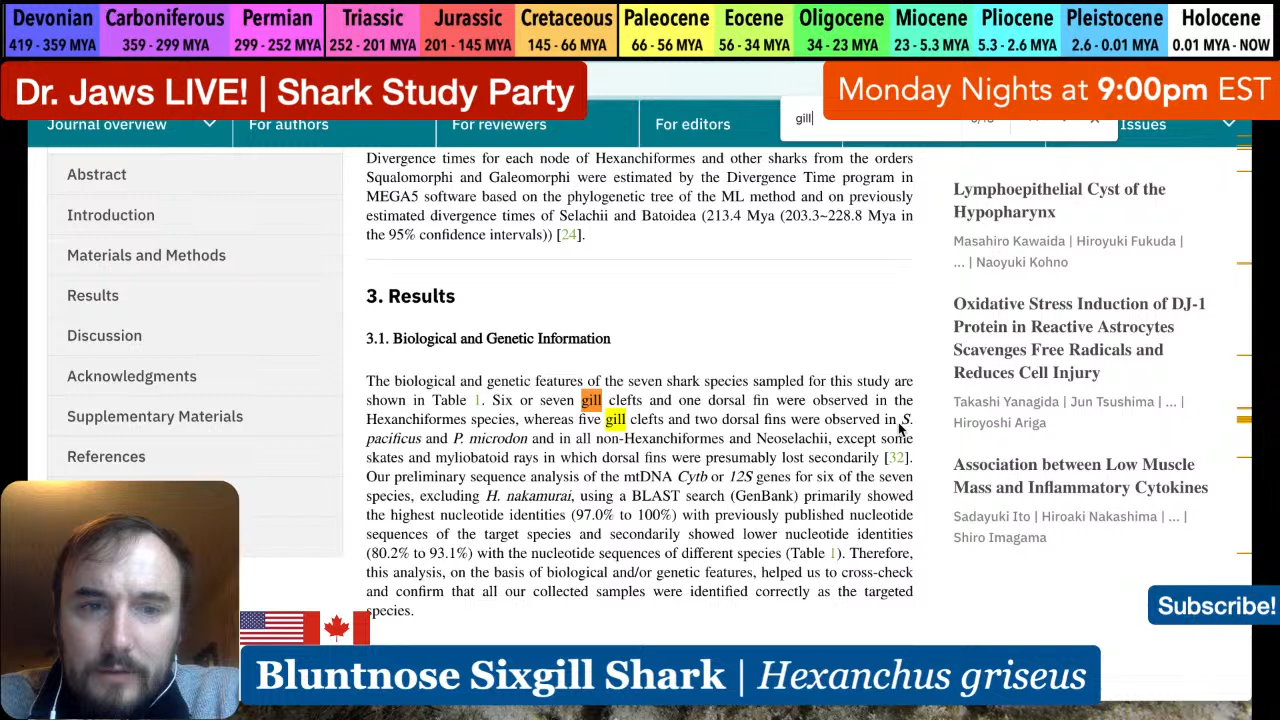 Devonian Carboniferous Permian Triassic Jurassic Cretaceous Paleocene Eocene Oligocene Miocene Pliocene Pleistocene Holocene
419 - 359 MYA 359 - 299 MYA 299 - 252 MYA 252 - 201 MYA 201 - 145 MYA 145 - 66 MYA 66 - 56 MYA 56 - 34 MYA 34 - 23 MYA 23 - 5.3 MYA 5.3 - 2.6 MYA 2.6 - 0.01 MYA 0.01 MYA - NOW
Dr. Jaws LIVE! | Shark Study Party
Monday Nights at 9:00pm EST
Journal overview For authors For reviewers For editors gill Issues
Abstract
Introduction
Materials and Methods
Results
Discussion
Acknowledgments
Supplementary Materials
References
Divergence times for each node of Hexanchiformes and other sharks from the orders
Squalomorphi and Galeomorphi were estimated by the Divergence Time program in
MEGA5 software based on the phylogenetic tree of the ML method and on previously
estimated divergence times of Selachii and Batoidea (213.4 Mya (203.3~228.8 Mya in
the 95% confidence intervals)) [24].
3. Results
3.1. Biological and Genetic Information
The biological and genetic features of the seven shark species sampled for this study are
shown in Table 1. Six or seven gill clefts and one dorsal fin were observed in the
Hexanchiformes species, whereas five gill clefts and two dorsal fins were observed in S.
pacificus and P. microdon and in all non-Hexanchiformes and Neoselachii, except some
skates and myliobatoid rays in which dorsal fins were presumably lost secondarily [32].
Our preliminary sequence analysis of the mtDNA Cytb or 12S genes for six of the seven
species, excluding H. nakamurai, using a BLAST search (GenBank) primarily showed
the highest nucleotide identities (97.0% to 100%) with previously published nucleotide
sequences of the target species and secondarily showed lower nucleotide identities
(80.2% to 93.1%) with the nucleotide sequences of different species (Table 1). Therefore,
this analysis, on the basis of biological and/or genetic features, helped us to cross-check
and confirm that all our collected samples were identified correctly as the targeted
species.
Lymphoepithelial Cyst of the
Hypopharynx
Masahiro Kawaida | Hiroyuki Fukuda |
... | Naoyuki Kohno
Oxidative Stress Induction of DJ-1
Protein in Reactive Astrocytes
Scavenges Free Radicals and
Reduces Cell Injury
Takashi Yanagida | Jun Tsushima | ... |
Hiroyoshi Ariga
Association between Low Muscle
Mass and Inflammatory Cytokines
Sadayuki Ito | Hiroaki Nakashima | ... |
Shiro Imagama
Subscribe!
Bluntnose Sixgill Shark | Hexanchus griseus